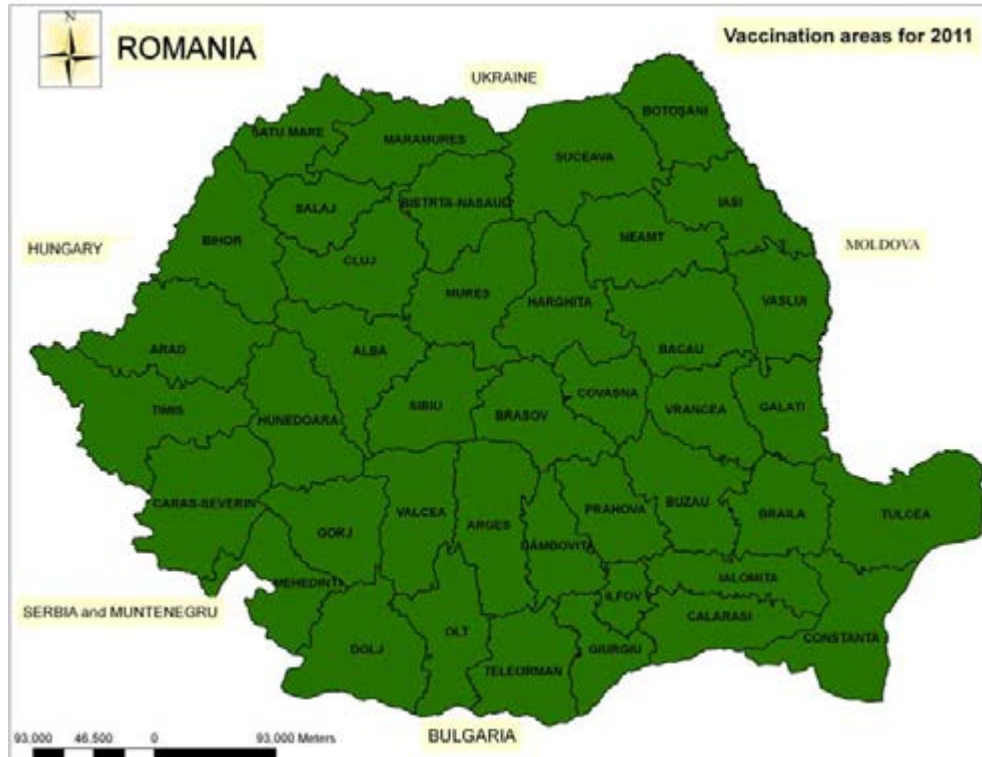 N
ROMANIA
Vaccination areas for 2011
UKRAINE
BOTOŞANI
SATU MARE
MARAMURES
SUCEAVA
BISTRTA-NASAUD
IASI
SALAJ
NEAMT
BIHOR
HUNGARY
MOLDOVA
CLUJ
MURES
HARGHITA
VASLUI
ARAD
ALBA
BACAU
COVASNA
TIMIS
HUNEDOARA
SIBIU
BRASOV
VRANCEA
GALATI
CARAS-SEVERIN
GORJ
VALCEA
ARGES
PRAHOVA
BUZAU
BRAILA
TULCEA
DÂMBOVITA
MEHEDINTI
ILFOV
IALOMITA
SERBIA and MUNTENEGRU
CALARASI
CONSTANTA
DOLJ
OLT
GIURGIU
TELEORMAN
BULGARIA
93.000 46.500 0 93.000 Meters